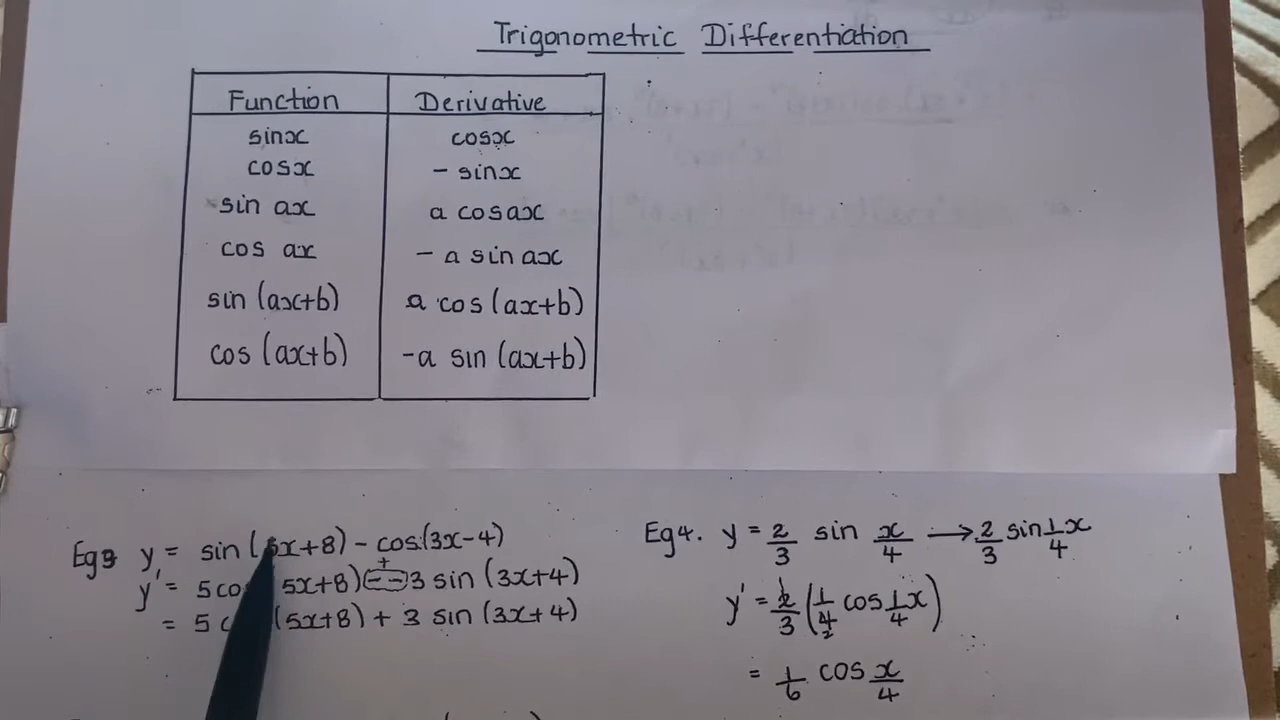 Trigonometric Differentiation
Function Derivative
sinx cosx
cosx - sinx
sin ax a cosax
cos ax - a sin ax
sin (ax+b) a cos (ax+b)
cos (ax+b) -a sin (ax+b)
Eg3 y = sin (5x+8) - cos(3x-4)
y' = 5cos 5x+8) - - 3 sin (3x+4)
+
= 5 (5x+8) + 3 sin (3x+4)
Eg4. y = 2/3 sin x/4 → 2/3 sin 1/4 x
y' = 2/3 (1/4 cos 1/4 x)
2
= 1/6 cos x/4